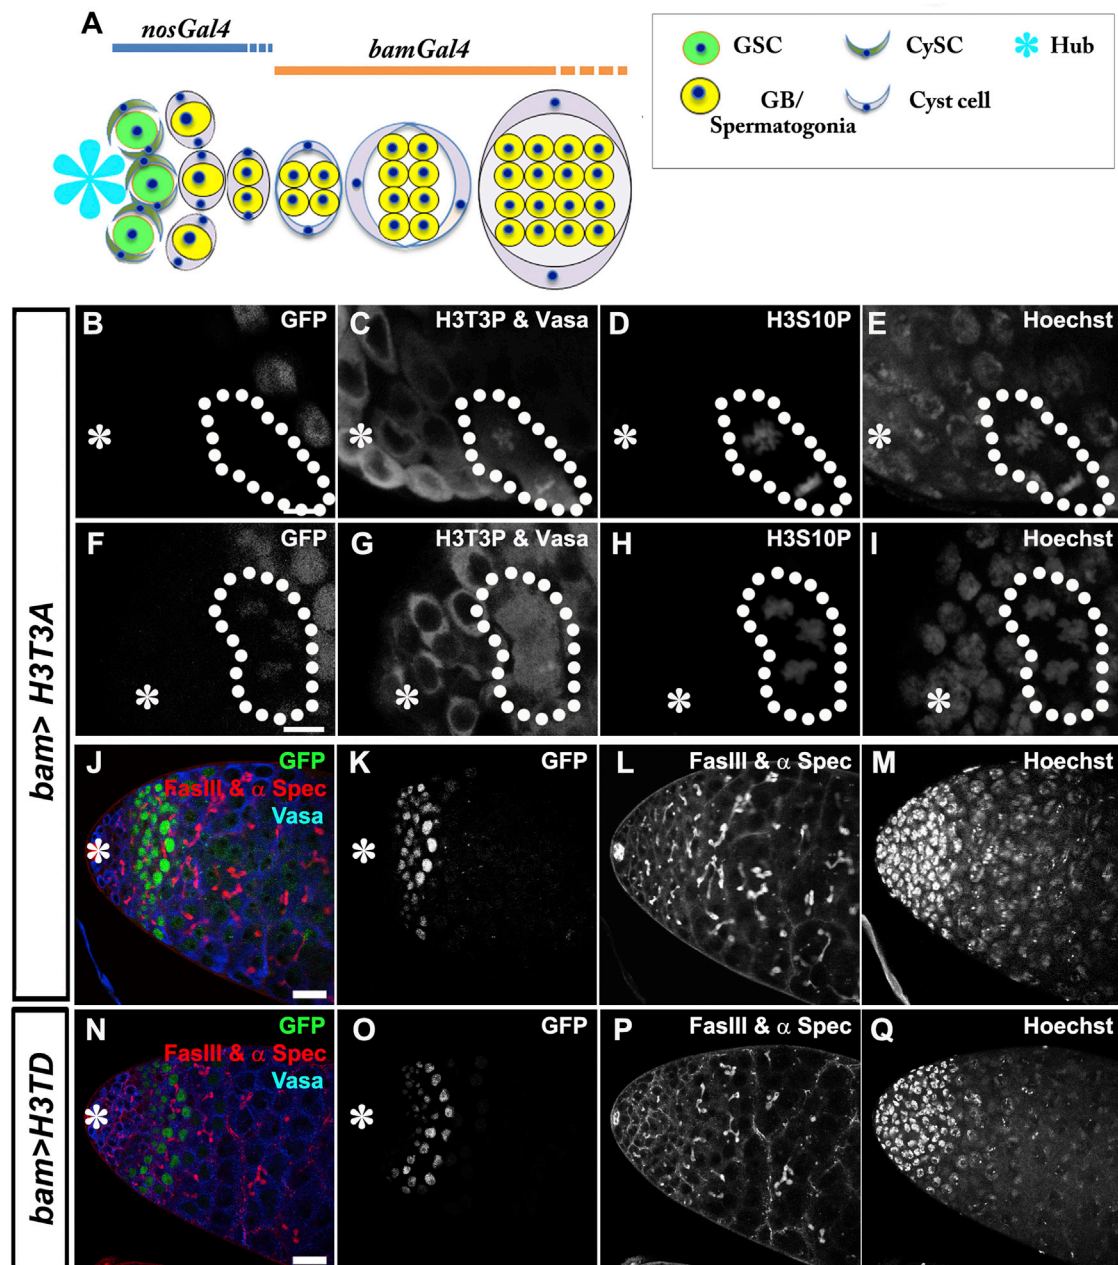 A
nosGal4
bamGal4
GSC
CySC
Hub
GB/
Spermatogonia
Cyst cell
bam> H3T3A
B
GFP
C
H3T3P & Vasa
D
H3S10P
E
Hoechst
F
GFP
G
H3T3P & Vasa
H
H3S10P
I
Hoechst
J
GFP
FasIII & α Spec
Vasa
K
GFP
L
FasIII & α Spec
M
Hoechst
bam>H3TD
N
GFP
FasIII & α Spec
Vasa
O
GFP
P
FasIII & α Spec
Q
Hoechst